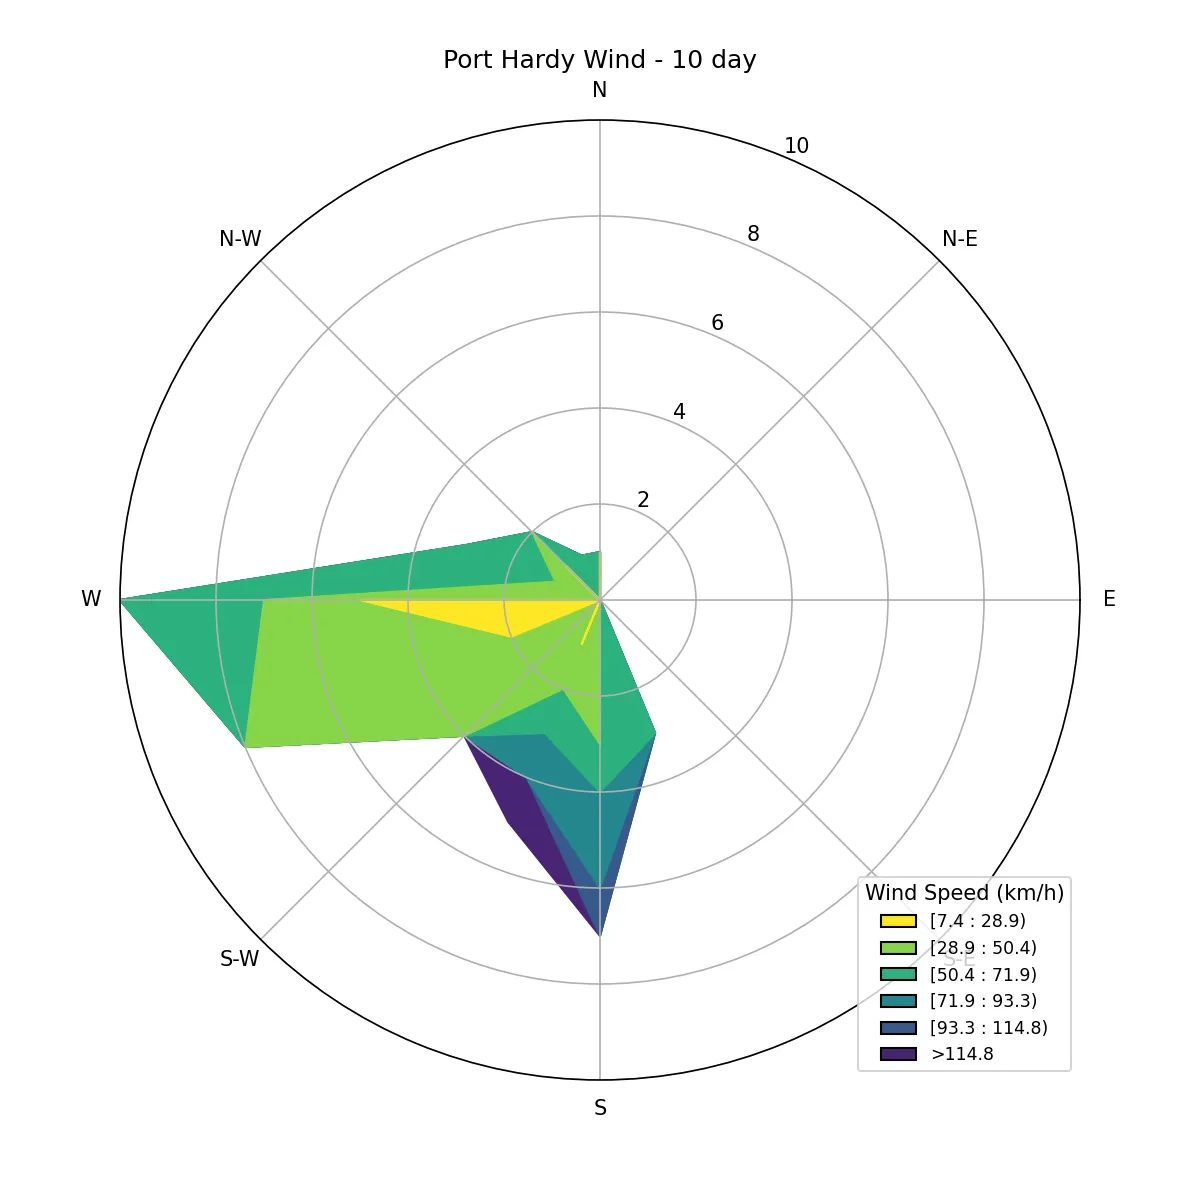 Port Hardy Wind - 10 day
N
10
N-W
8
N-E
6
4
2
W
E
Wind Speed (km/h)
[7.4 : 28.9)
[28.9 : 50.4)
S-W
S-E
[50.4 : 71.9)
[71.9 : 93.3)
[93.3 : 114.8)
>114.8
S